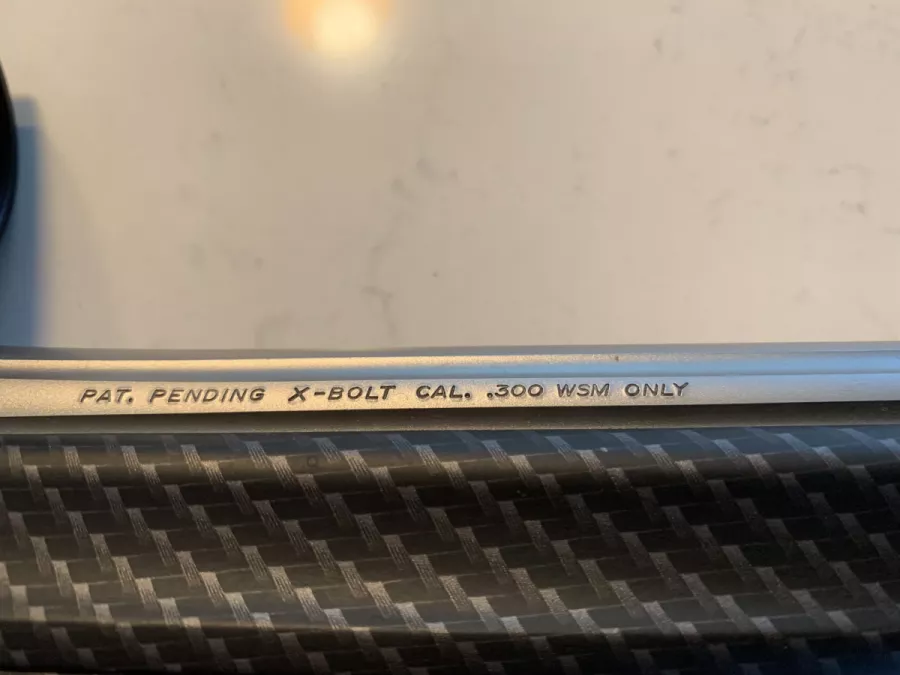 PAT. PENDING X-BOLT CAL. .300 WSM ONLY